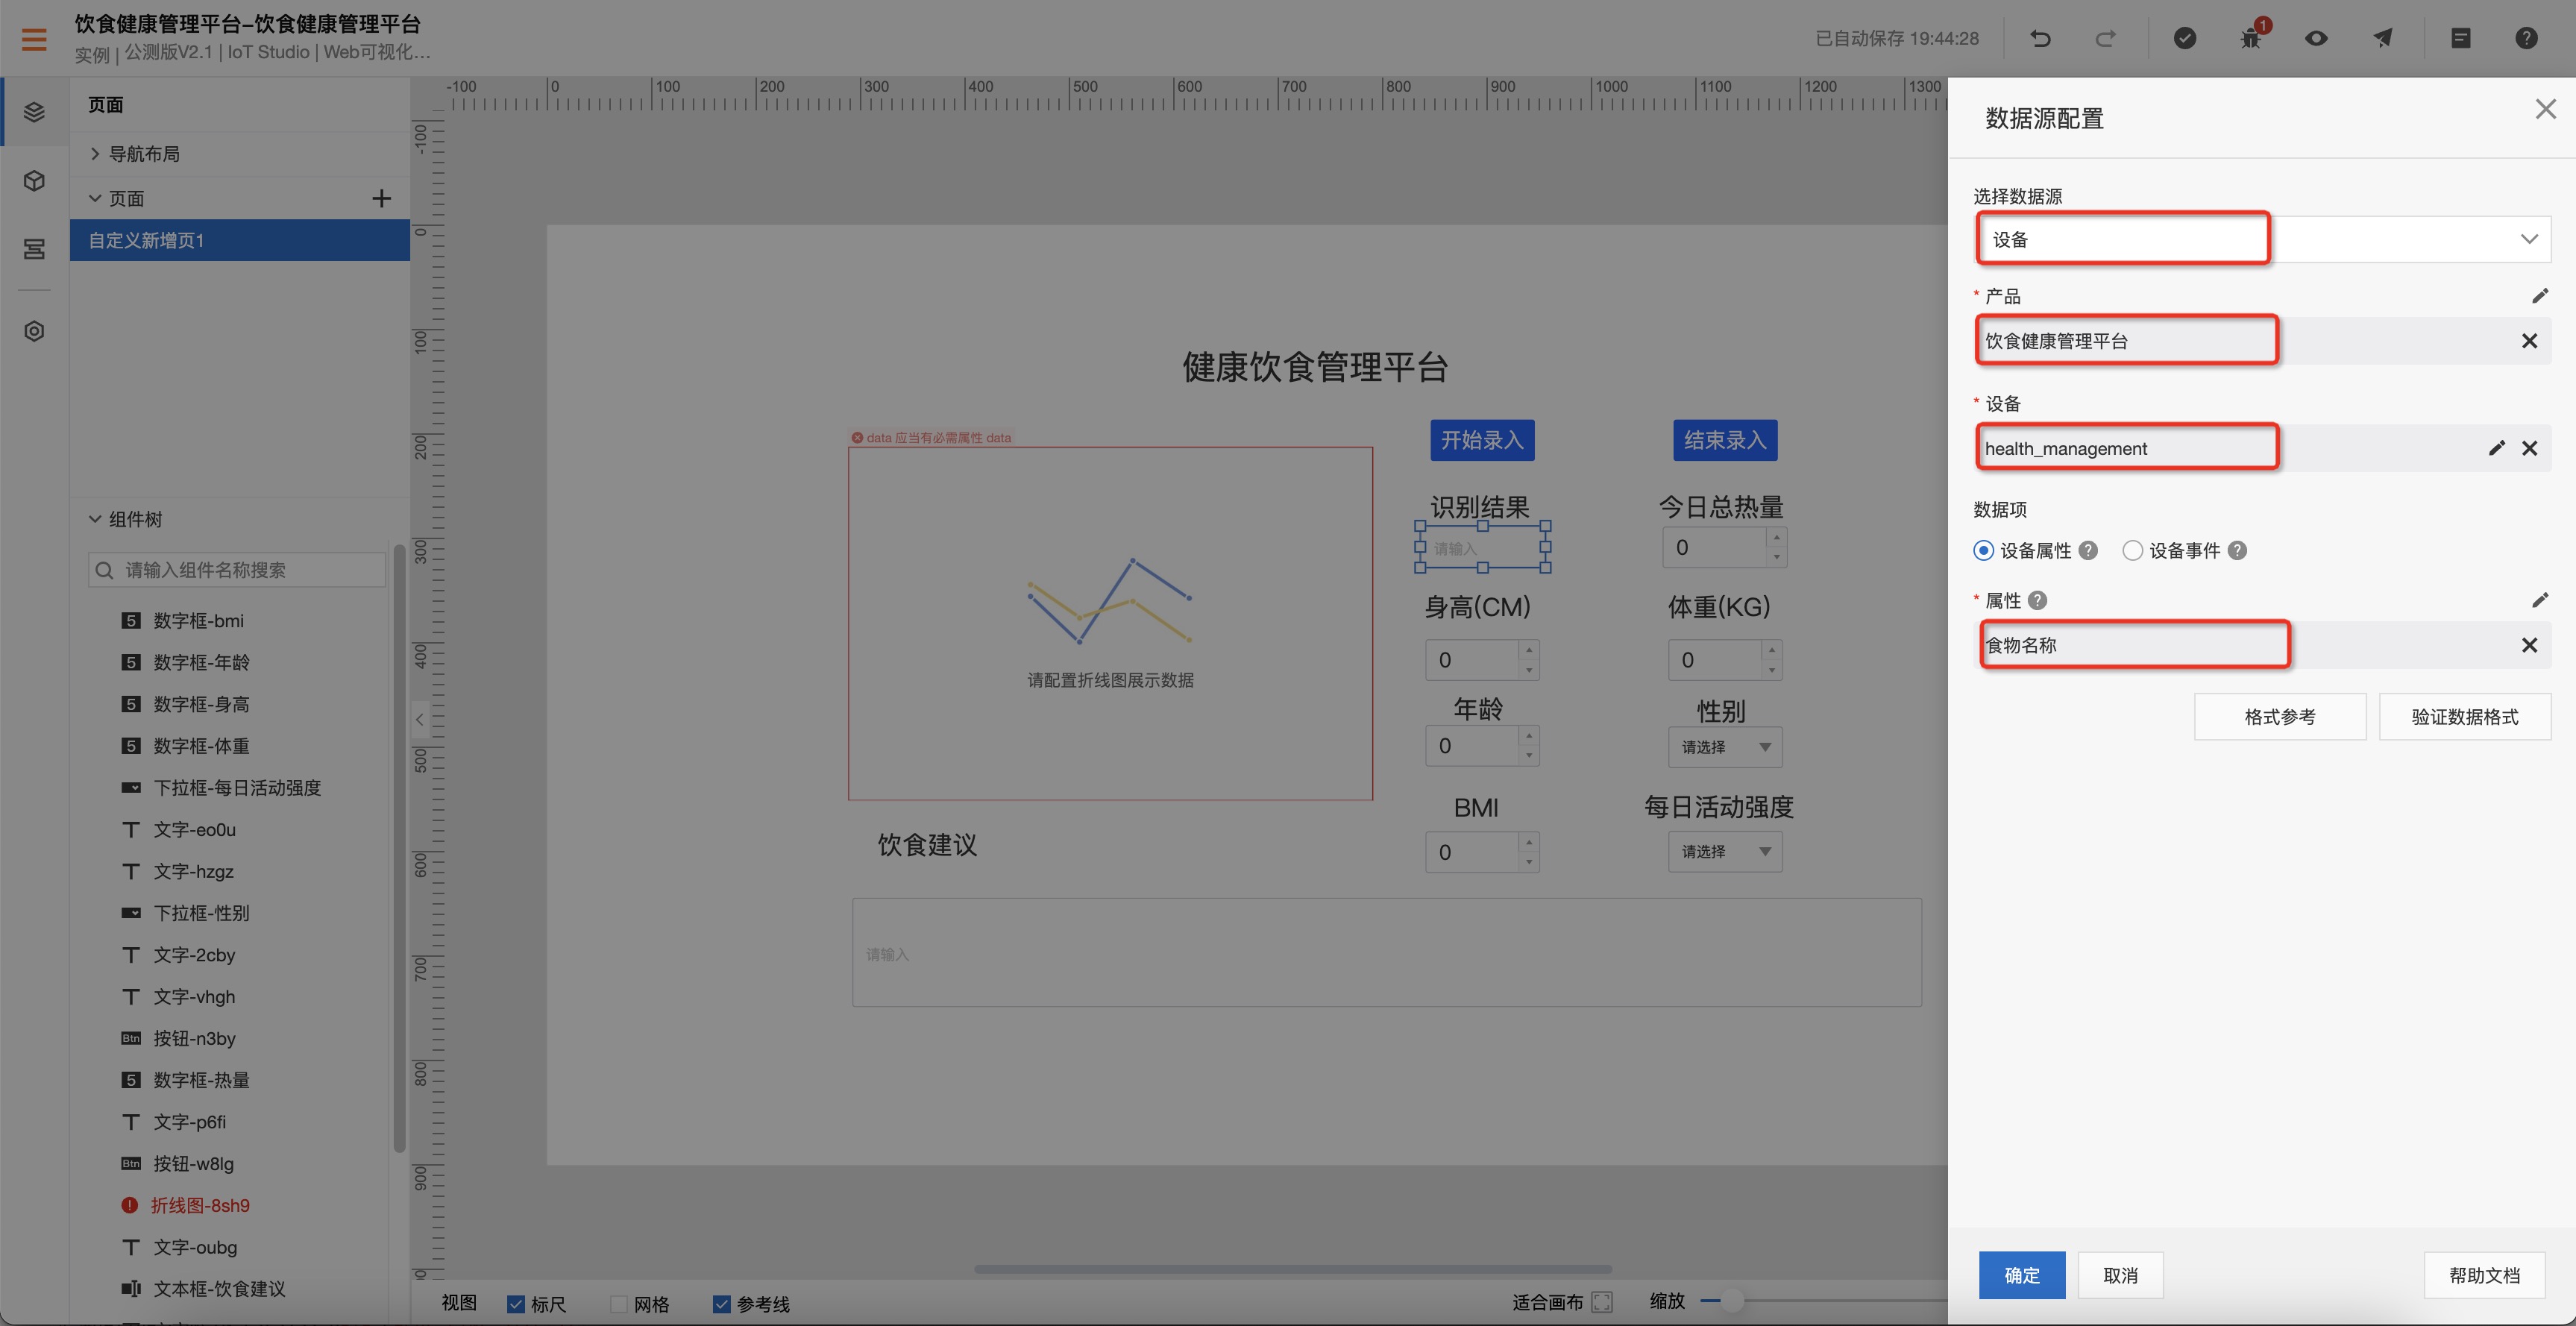 饮食健康管理平台–饮食健康管理平台
实例 | 公测版V2.1 | IoT Studio | Web可视化…
已自动保存 19:44:28
1
页面
导航布局
页面
自定义新增页1
组件树
请输入组件名称搜索
数字框-bmi
数字框-年龄
数字框-身高
数字框-体重
下拉框-每日活动强度
文字-eo0u
文字-hzgz
下拉框-性别
文字-2cby
文字-vhgh
Btn 按钮-n3by
数字框-热量
文字-p6fi
Btn 按钮-w8lg
折线图-8sh9
文字-oubg
文本框-饮食建议
-100 0 100 200 300 400 500 600 700 800 900 1000 1100 1200 1300
-100
0
100
200
300
400
500
600
700
800
900
健康饮食管理平台
data 应当有必需属性 data
请配置折线图展示数据
开始录入 结束录入
识别结果 今日总热量
请输入 0
身高(CM) 体重(KG)
0 0
年龄 性别
0 请选择
BMI 每日活动强度
0 请选择
饮食建议
请输入
视图 标尺 网格 参考线 适合画布 缩放
数据源配置
选择数据源
设备
* 产品
饮食健康管理平台
* 设备
health_management
数据项
设备属性 设备事件
* 属性
食物名称
格式参考 验证数据格式
确定 取消 帮助文档